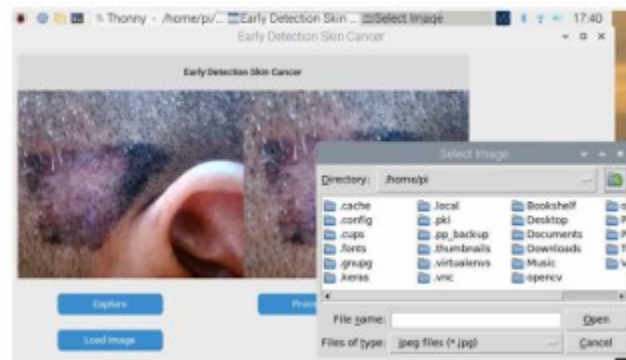 Thonny - /home/pi/... Early Detection Skin ... Select Image 17:40
Early Detection Skin Cancer
Early Detection Skin Cancer
Select Image
Directory: /home/pi
.cache .local Bookshelf
.config .pki Desktop
.cups .pp_backup Documents
.fonts .thumbnails Downloads
.gnupg .virtualenvs Music
.keras .vnc opencv
Capture
File name: Open
Load Image
Files of type: jpeg files (*.jpg) Cancel